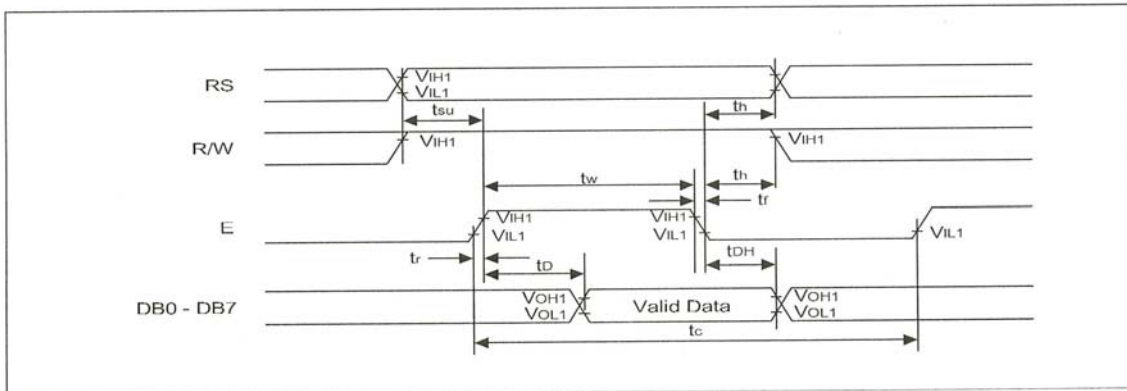 RS
VIH1
VIL1
tsu
th
R/W
VIH1
VIH1
tw
th
tf
E
VIH1
VIL1
VIH1
VIL1
VIL1
tr
tD
tDH
DB0 - DB7
VOH1
VOL1
Valid Data
VOH1
VOL1
tc